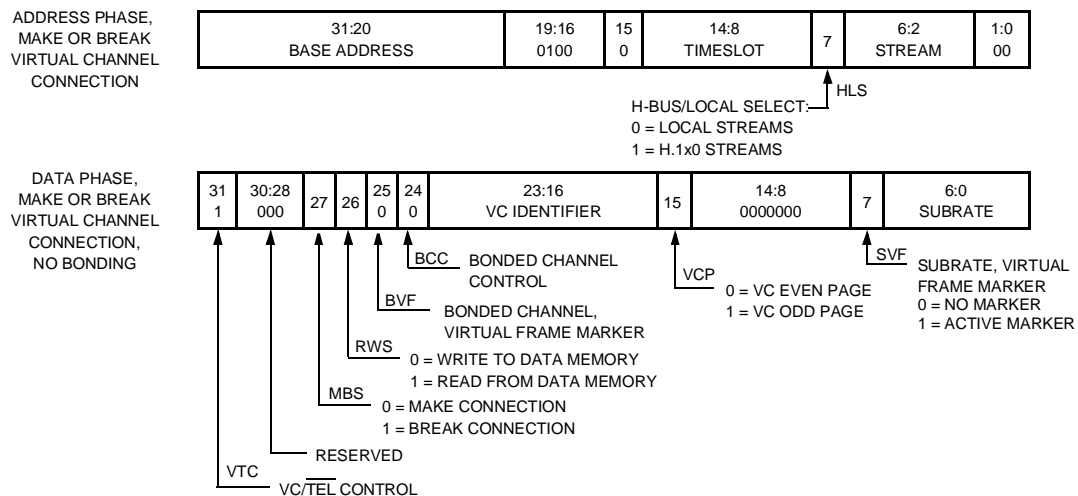 ADDRESS PHASE,
MAKE OR BREAK
VIRTUAL CHANNEL
CONNECTION
31:20
BASE ADDRESS
19:16
0100
15
0
14:8
TIMESLOT
7
6:2
STREAM
1:0
00
HLS
H-BUS/LOCAL SELECT:
0 = LOCAL STREAMS
1 = H.1x0 STREAMS
DATA PHASE,
MAKE OR BREAK
VIRTUAL CHANNEL
CONNECTION,
NO BONDING
31
1
30:28
000
27
26
25
0
24
0
23:16
VC IDENTIFIER
15
14:8
0000000
7
6:0
SUBRATE
BCC
BONDED CHANNEL
CONTROL
BVF
BONDED CHANNEL,
VIRTUAL FRAME MARKER
RWS
0 = WRITE TO DATA MEMORY
1 = READ FROM DATA MEMORY
MBS
0 = MAKE CONNECTION
1 = BREAK CONNECTION
RESERVED
VTC
VC/TEL CONTROL
VCP
0 = VC EVEN PAGE
1 = VC ODD PAGE
SVF
SUBRATE, VIRTUAL
FRAME MARKER
0 = NO MARKER
1 = ACTIVE MARKER